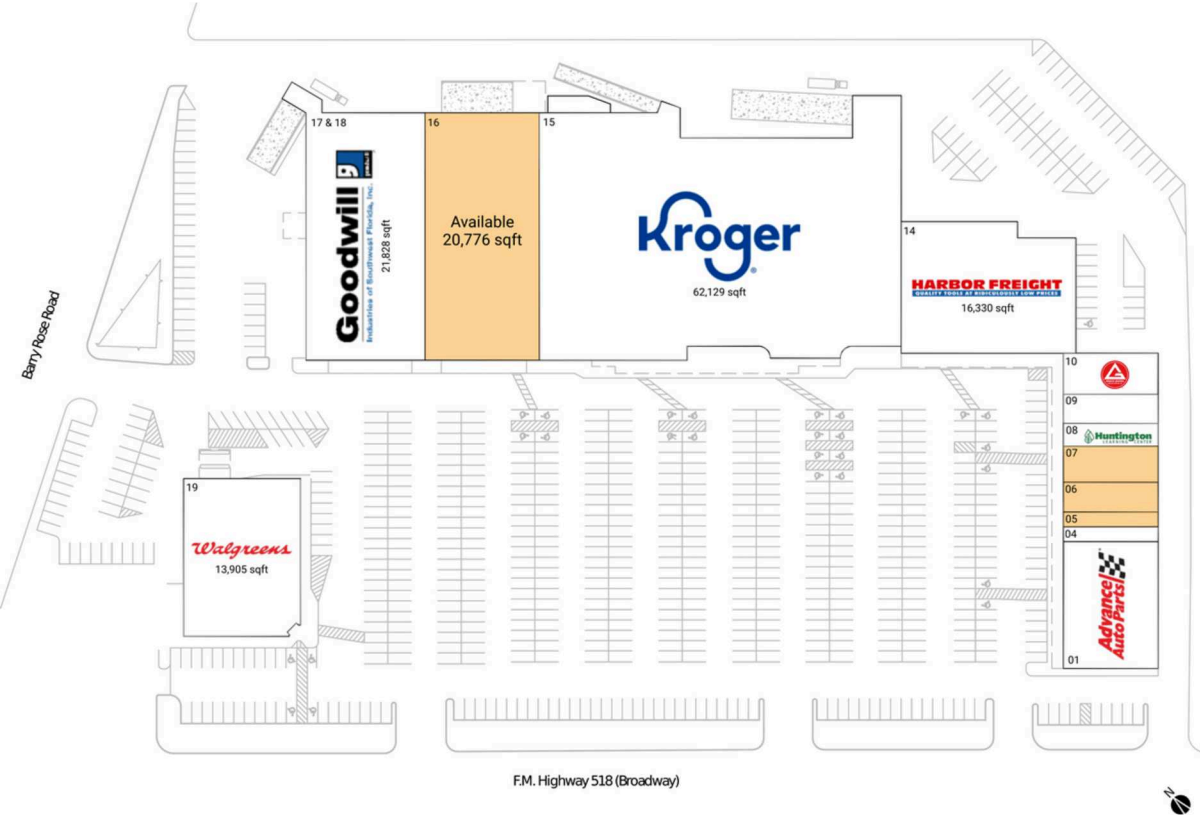 17 & 18
Goodwill
Industries of Southwest Florida, Inc.
21,828 sqft
16
Available
20,776 sqft
15
Kroger
62,129 sqft
14
HARBOR FREIGHT
QUALITY TOOLS AT RIDICULOUSLY LOW PRICES
16,330 sqft
Barry Rose Road
10
09
08
Huntington
LEARNING CENTER
07
06
05
04
Advance
Auto Parts
01
19
Walgreens
13,905 sqft
F.M. Highway 518 (Broadway)
N